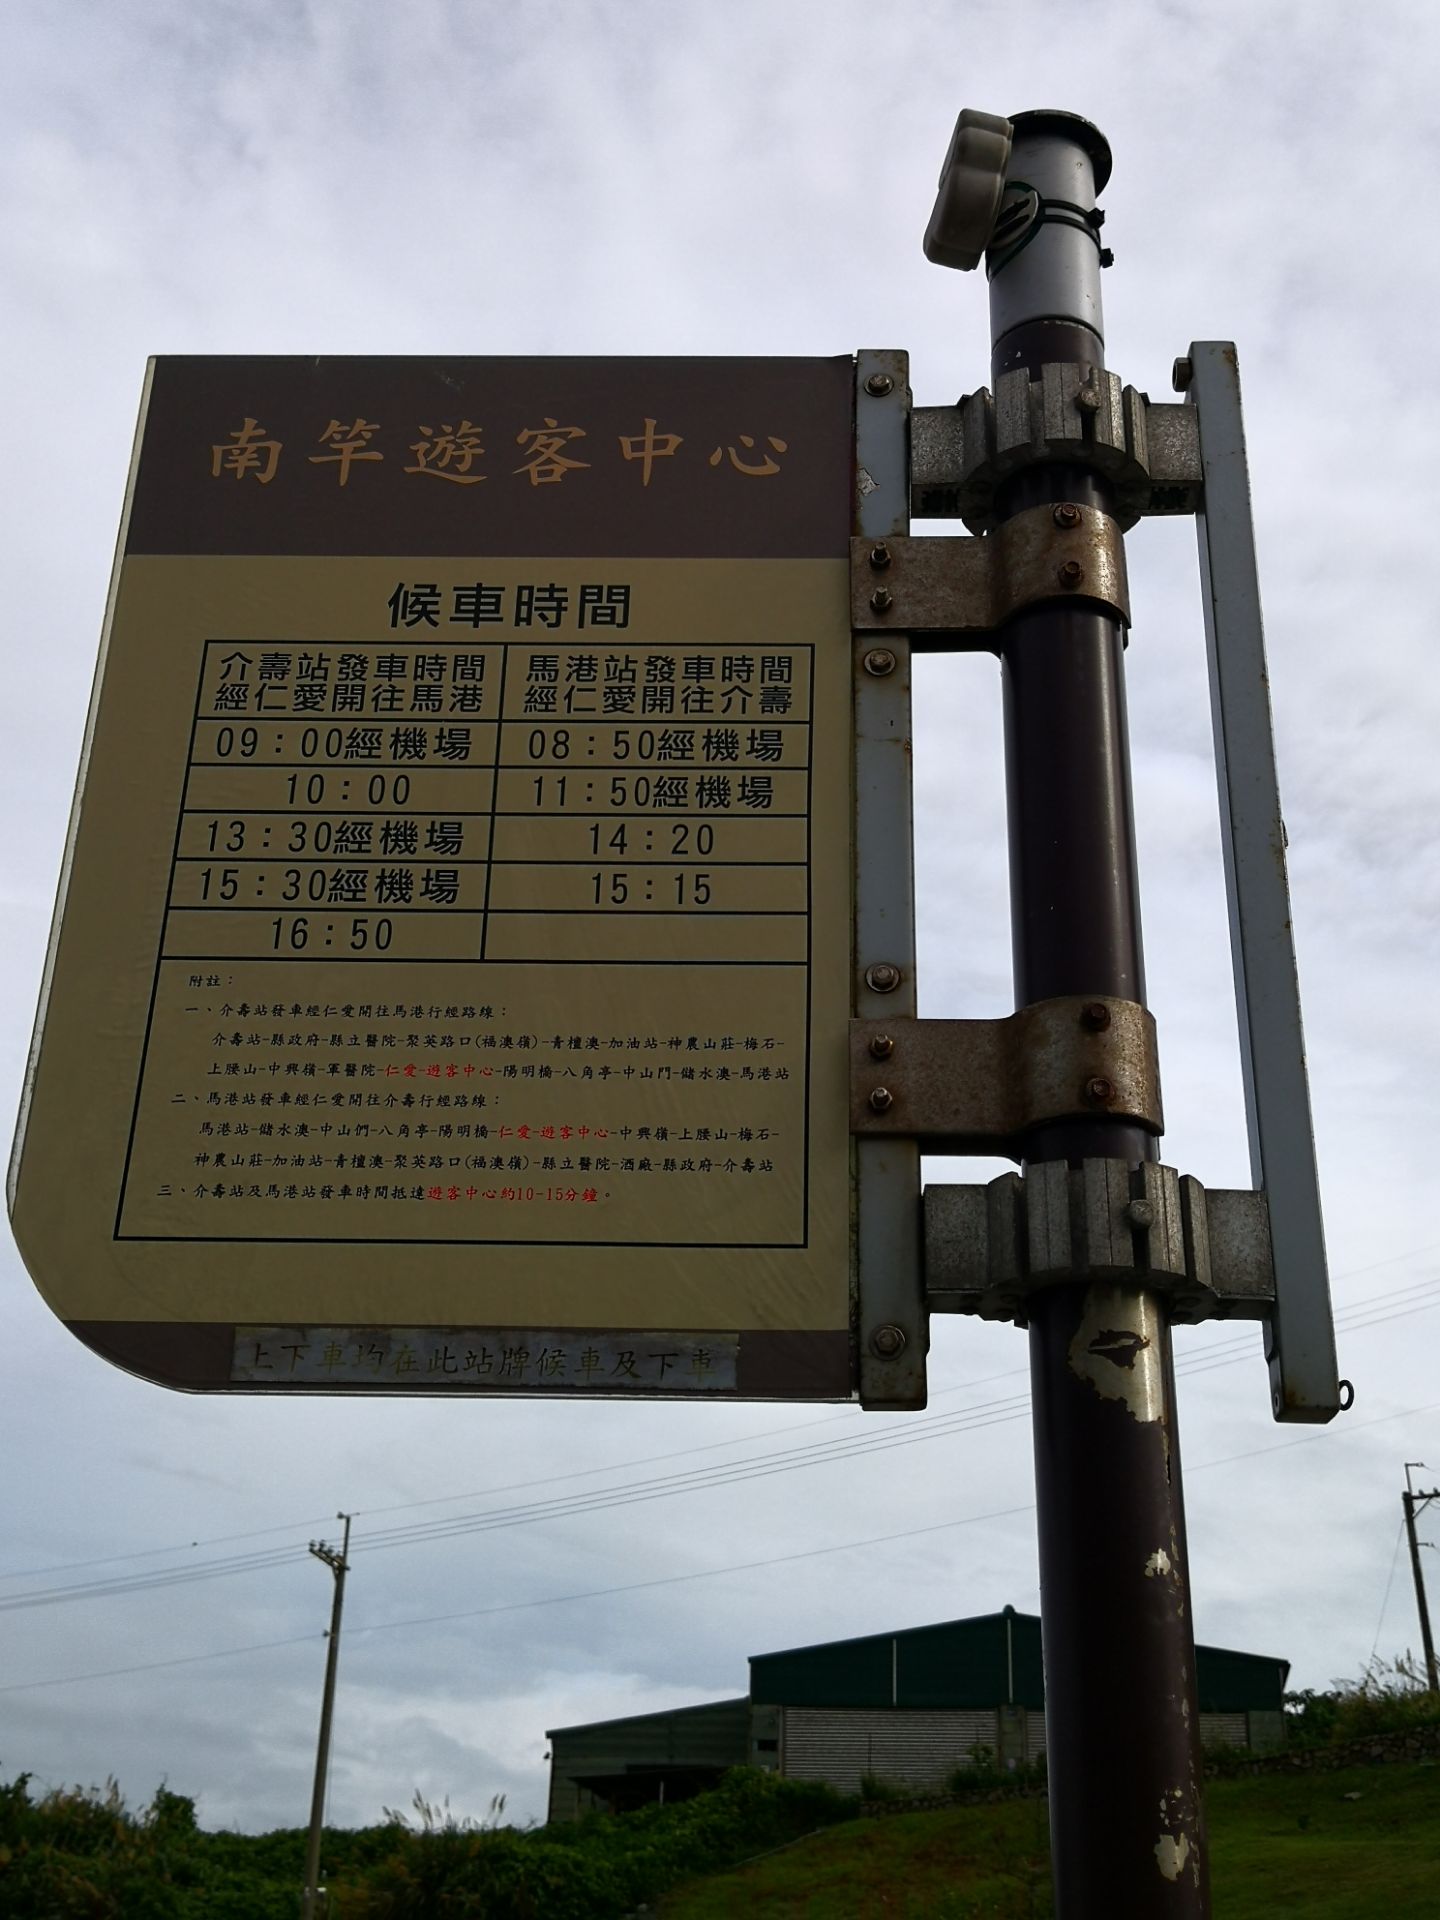 南竿遊客中心
候車時間
介壽站發車時間
經仁愛開往馬港
馬港站發車時間
經仁愛開往介壽
09：00經機場
08：50經機場
10：00
11：50經機場
13：30經機場
14：20
15：30經機場
15：15
16：50
附註：
一、介壽站發車經仁愛開往馬港行經路線：
介壽站-縣政府-縣立醫院-聚英路口(福澳嶺)-青檀澳-加油站-神農山莊-梅石-
上腰山-中興嶺-軍醫院-仁愛-遊客中心-陽明橋-八角亭-中山門-儲水澳-馬港站
二、馬港站發車經仁愛開往介壽行經路線：
馬港站-儲水澳-中山們-八角亭-陽明橋-仁愛-遊客中心-中興嶺-上腰山-梅石-
神農山莊-加油站-青檀澳-聚英路口(福澳嶺)-縣立醫院-酒廠-縣政府-介壽站
三、介壽站及馬港站發車時間抵達遊客中心約10-15分鐘。
上下車均在此站牌候車及下車